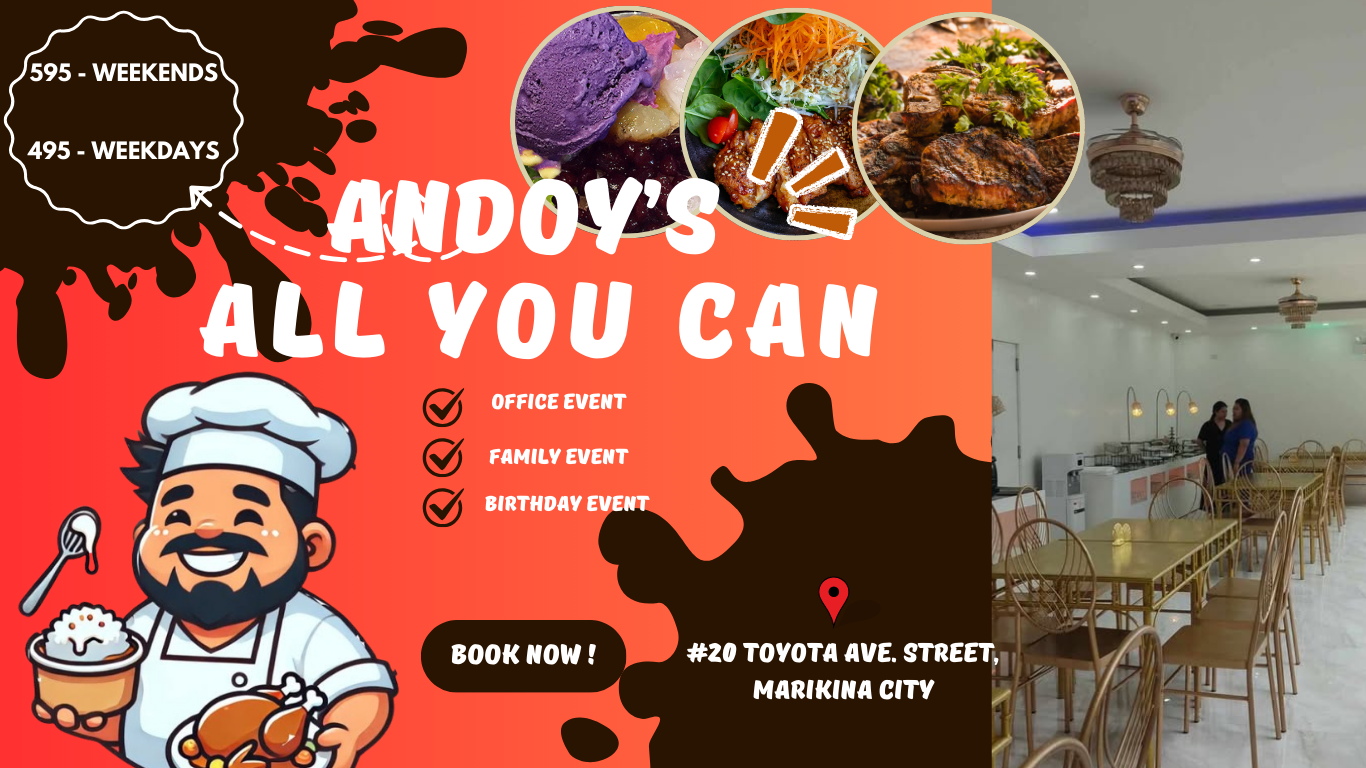 595 - WEEKENDS
495 - WEEKDAYS
ANDOY'S
ALL YOU CAN
OFFICE EVENT
FAMILY EVENT
BIRTHDAY EVENT
BOOK NOW !
#20 TOYOTA AVE. STREET,
MARIKINA CITY